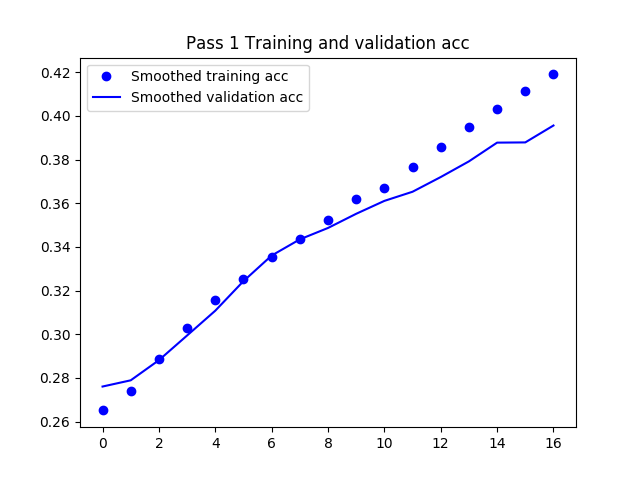 Pass 1 Training and validation acc
Smoothed training acc
Smoothed validation acc
0.42
0.40
0.38
0.36
0.34
0.32
0.30
0.28
0.26
0 2 4 6 8 10 12 14 16